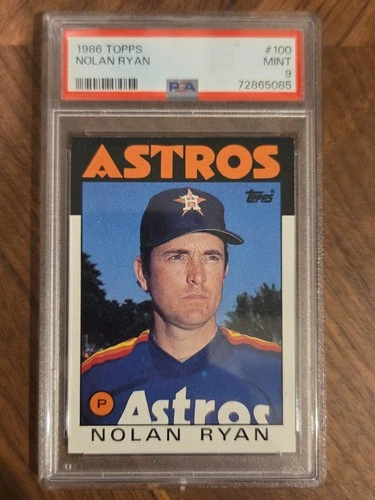 1986 TOPPS #100
NOLAN RYAN MINT
9
PSA 72865085
ASTROS
Topps
H
Astros
P
NOLAN RYAN